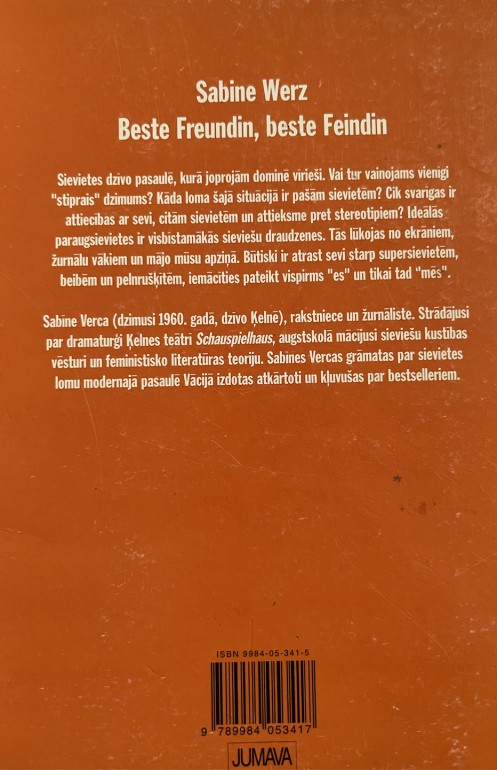 Sabine Werz
Beste Freundin, beste Feindin
Sievietes dzīvo pasaulē, kurā joprojām dominē vīrieši. Vai tur vainojams vienīgi
"stiprais" dzimums? Kāda loma šajā situācijā ir pašām sievietēm? Cik svarīgas ir
attiecības ar sevi, citām sievietēm un attieksme pret stereotipiem? Ideālās
paraugsievietes ir visbīstamākās sieviešu draudzenes. Tās lūkojas no ekrāniem,
žurnālu vākiem un mājo mūsu apziņā. Būtiski ir atrast sevi starp supersievietēm,
beibēm un pelnrušķītēm, iemācīties pateikt vispirms "es" un tikai tad "mēs".
Sabine Verca (dzimusi 1960. gadā, dzīvo Ķelnē), rakstniece un žurnāliste. Strādājusi
par dramaturģi Ķelnes teātrī Schauspielhaus, augstskolā mācījusi sieviešu kustības
vēsturi un feministisko literatūras teoriju. Sabines Vercas grāmatas par sievietes
lomu modernajā pasaulē Vācijā izdotas atkārtoti un kļuvušas par bestselleriem.
ISBN 9984-05-341-5
9 789984 053417
JUMAVA